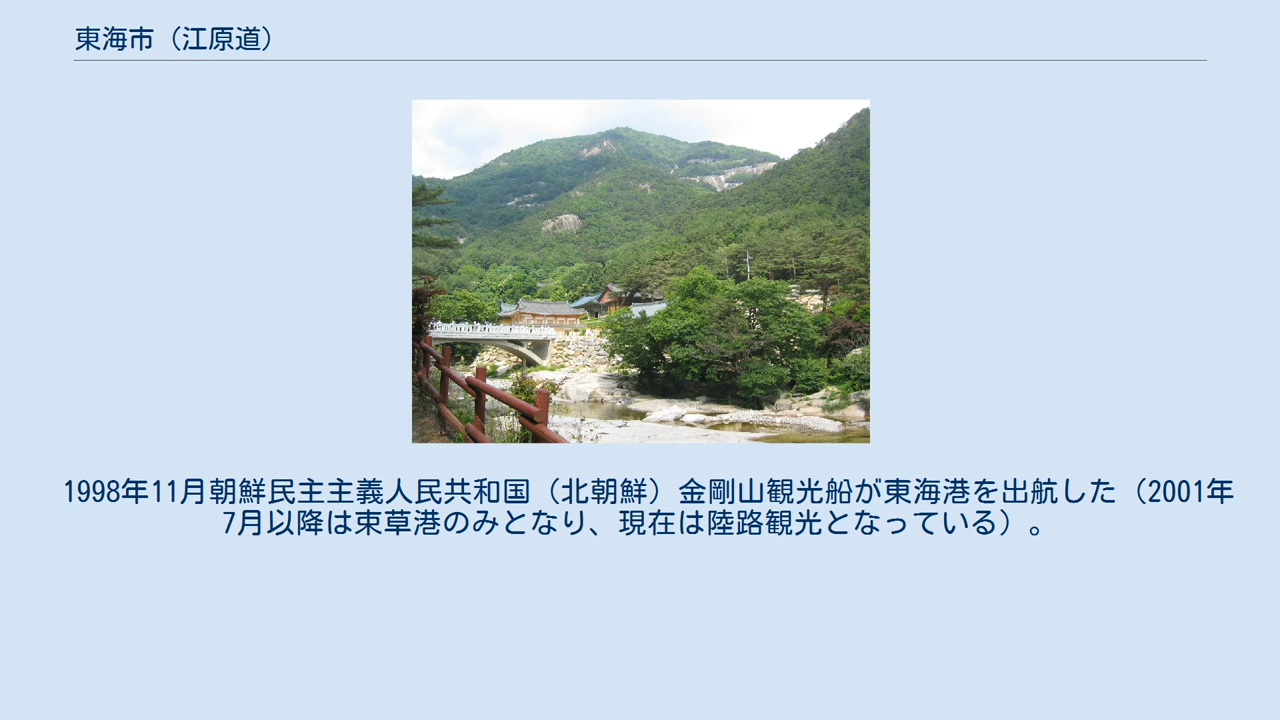 東海市（江原道）
1998年11月朝鮮民主主義人民共和国（北朝鮮）金剛山観光船が東海港を出航した（2001年
7月以降は束草港のみとなり、現在は陸路観光となっている）。